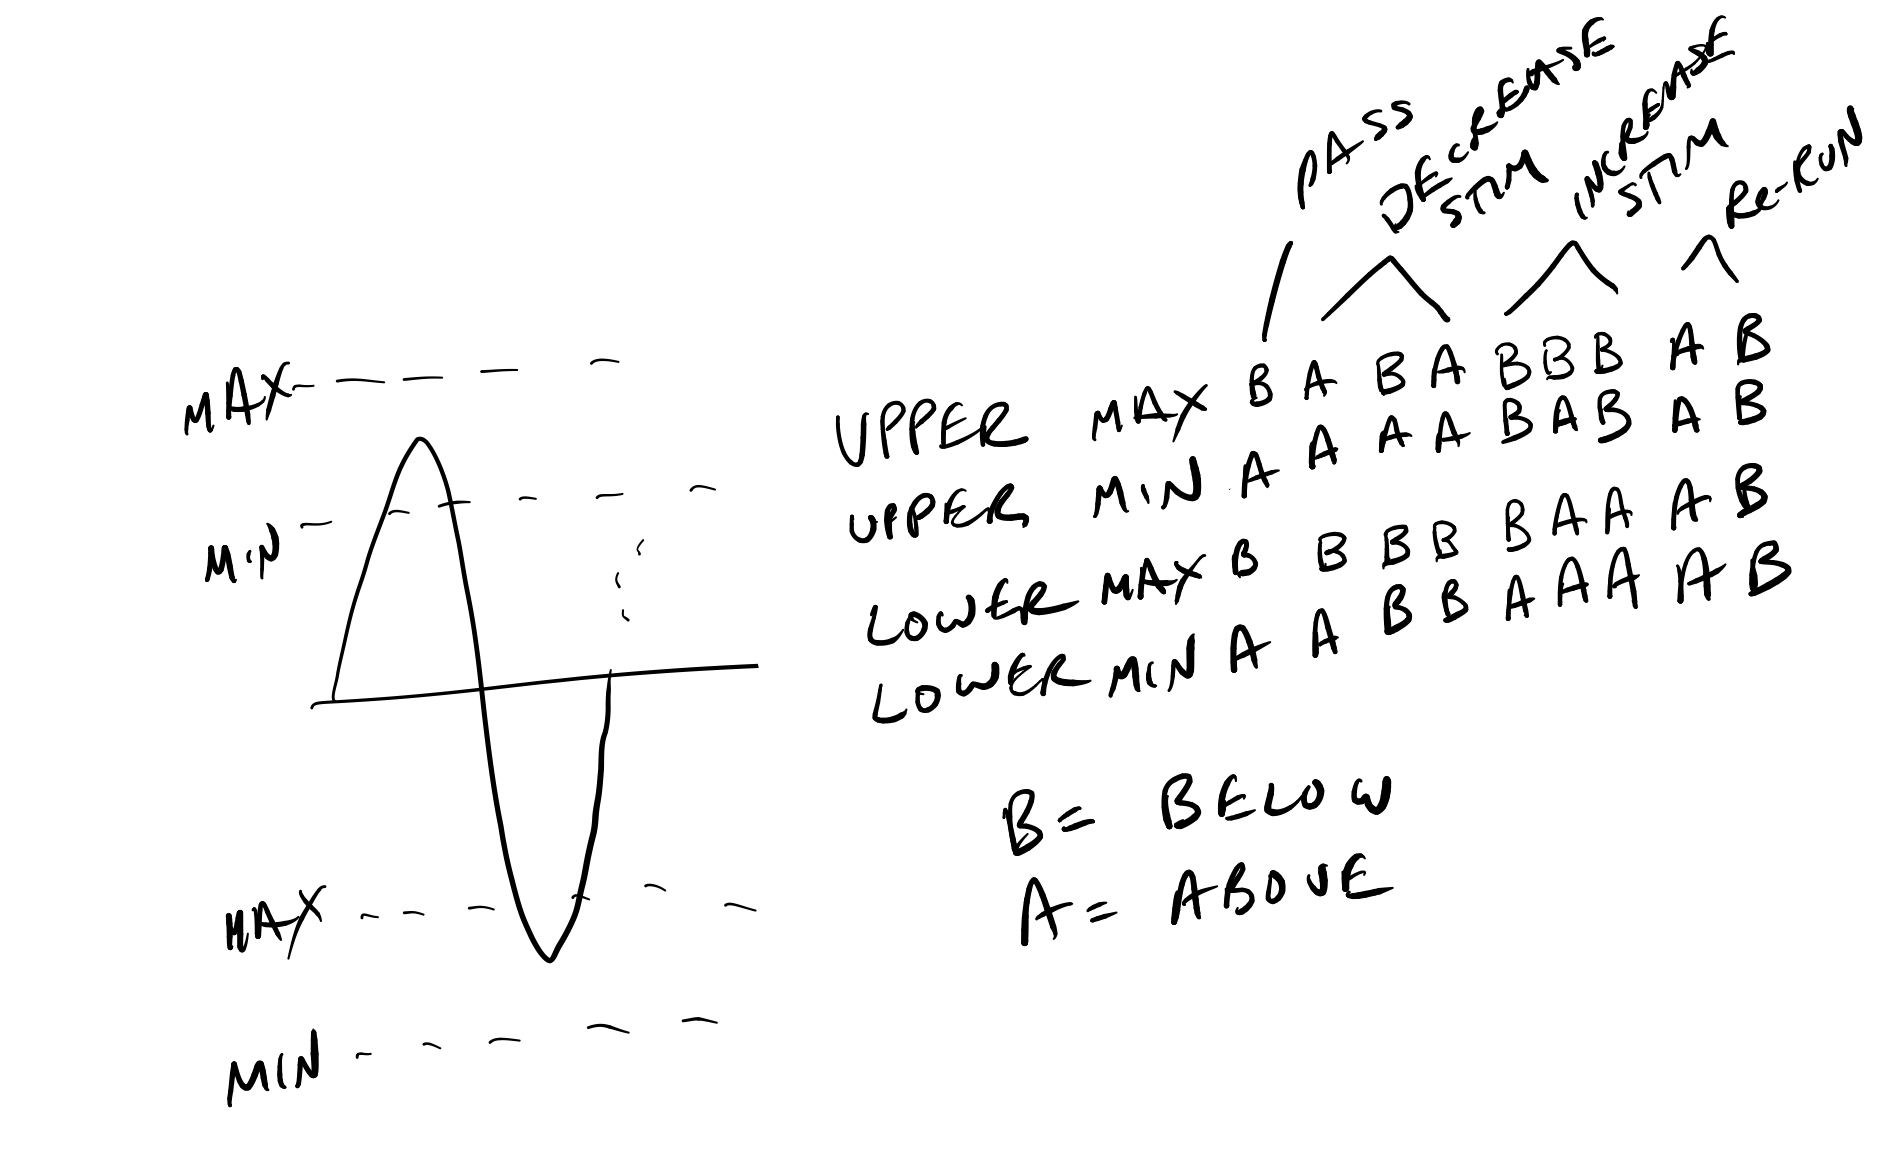 PASS
DECREASE
STIM
INCREASE
STIM
Re-RUN
MAX
MIN
MAX
MIN
UPPER MAX B A B A B B B A B
UPPER MIN A A A A B A B A B
LOWER MAX B B B B B A A A B
LOWER MIN A A B B A A A A B
B = BELOW
A = ABOVE